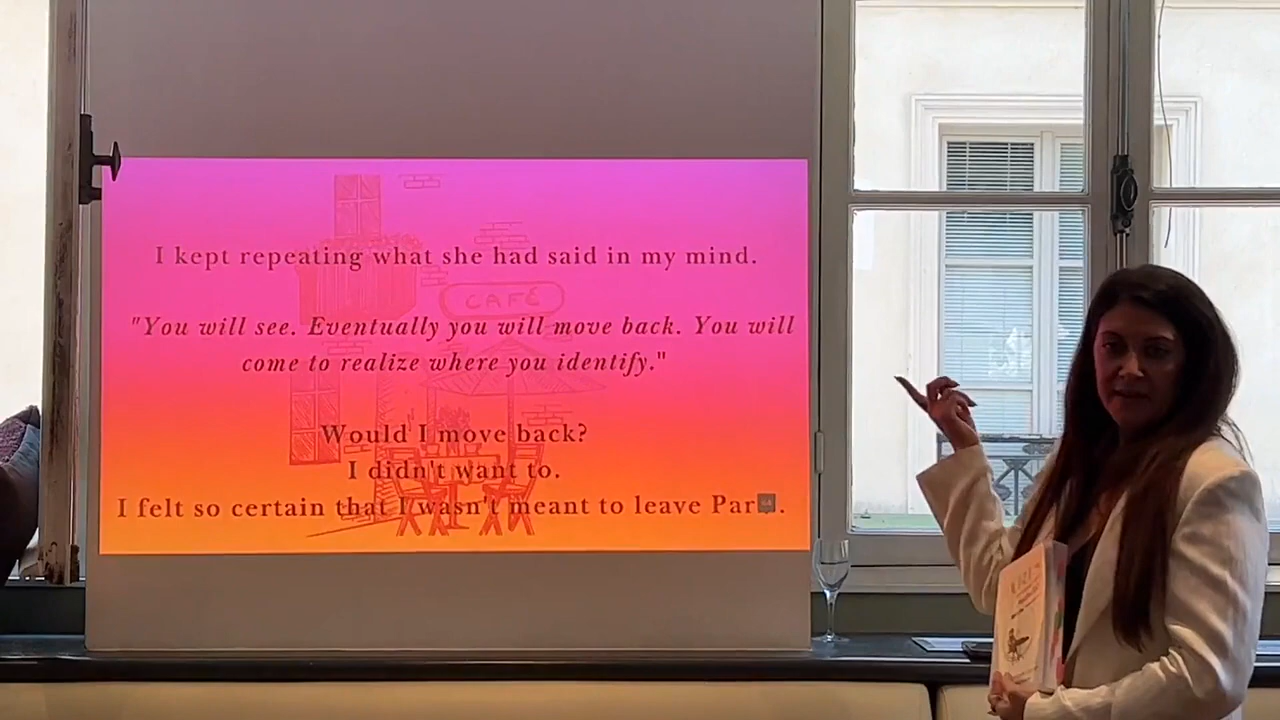 I kept repeating what she had said in my mind.
CAFÉ
"You will see. Eventually you will move back. You will
come to realize where you identify."
Would I move back?
I didn't want to.
I felt so certain that I wasn't meant to leave Par